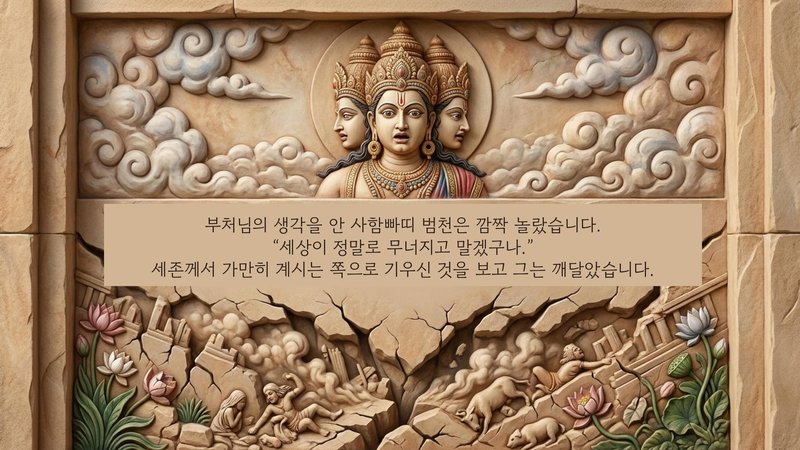 부처님의 생각을 안 사함빠띠 범천은 깜짝 놀랐습니다.
“세상이 정말로 무너지고 말겠구나.”
세존께서 가만히 계시는 쪽으로 기우신 것을 보고 그는 깨달았습니다.